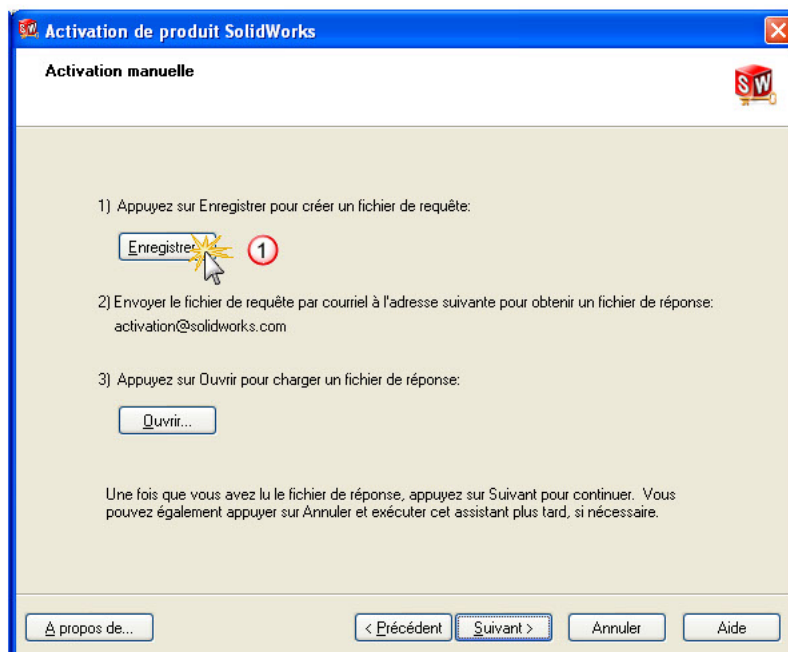 Activation de produit SolidWorks
Activation manuelle
SW
1) Appuyez sur Enregistrer pour créer un fichier de requête:
Enregistrer
1
2) Envoyer le fichier de requête par courriel à l'adresse suivante pour obtenir un fichier de réponse:
activation@solidworks.com
3) Appuyez sur Ouvrir pour charger un fichier de réponse:
Ouvrir...
Une fois que vous avez lu le fichier de réponse, appuyez sur Suivant pour continuer. Vous
pouvez également appuyer sur Annuler et exécuter cet assistant plus tard, si nécessaire.
A propos de... < Précédent Suivant > Annuler Aide